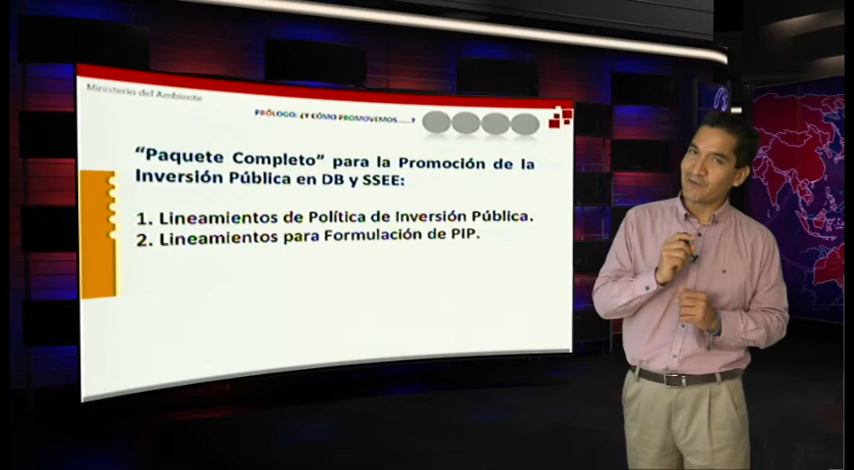 Ministerio del Ambiente
PRÓLOGO: ¿Y CÓMO PROMOVEMOS......?
“Paquete Completo” para la Promoción de la
Inversión Pública en DB y SSEE:
1. Lineamientos de Política de Inversión Pública.
2. Lineamientos para Formulación de PIP.